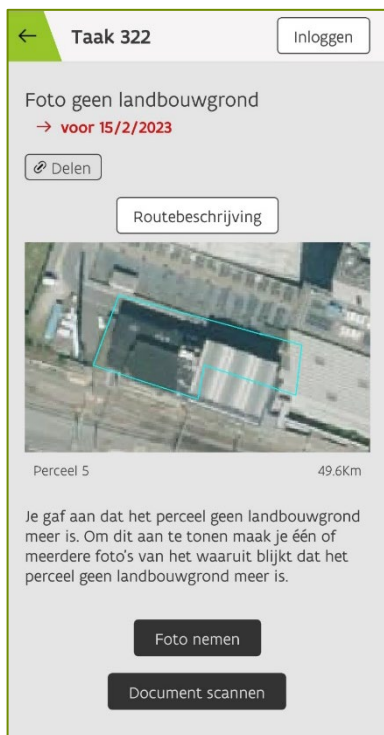 ← Taak 322 Inloggen
Foto geen landbouwgrond
→ voor 15/2/2023
Delen
Routebeschrijving
Perceel 5 49.6Km
Je gaf aan dat het perceel geen landbouwgrond
meer is. Om dit aan te tonen maak je één of
meerdere foto's van het waaruit blijkt dat het
perceel geen landbouwgrond meer is.
Foto nemen
Document scannen